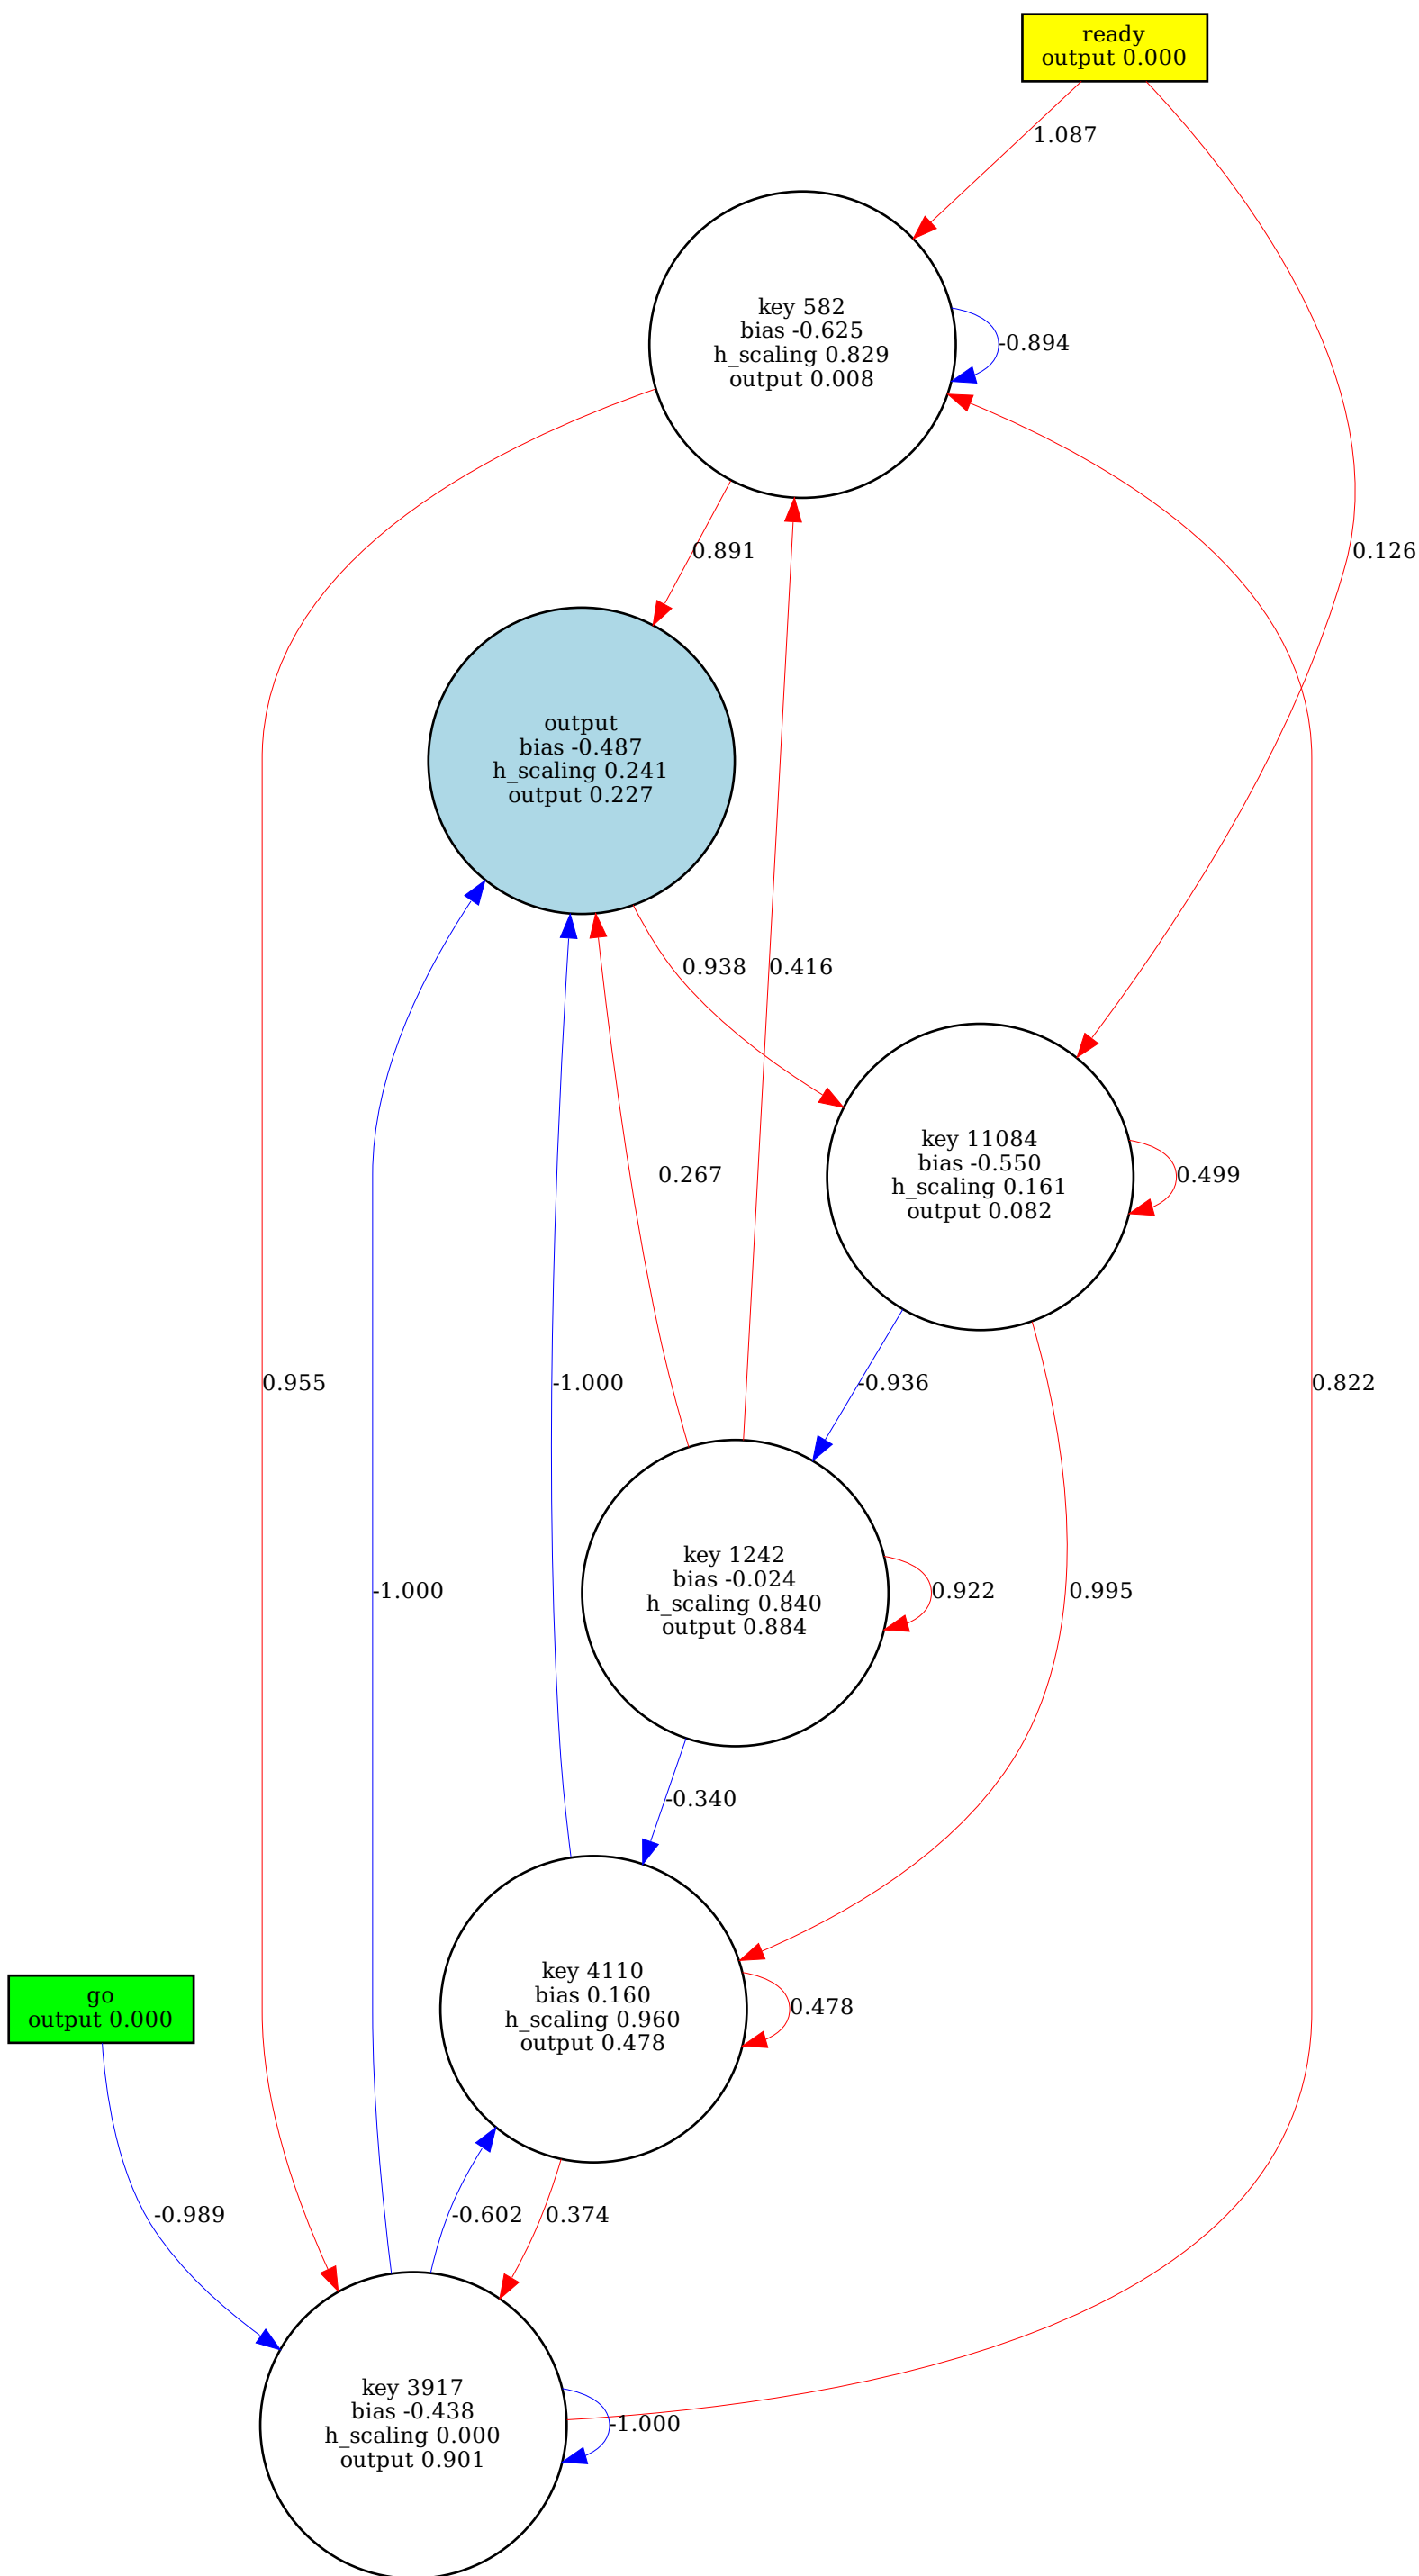 ready
output 0.000
1.087
key 582
bias -0.625
h_scaling 0.829
output 0.008
-0.894
0.891
0.126
output
bias -0.487
h_scaling 0.241
output 0.227
0.938
0.416
key 11084
bias -0.550
h_scaling 0.161
output 0.082
0.499
0.267
0.955
-1.000
-0.936
0.822
key 1242
bias -0.024
h_scaling 0.840
output 0.884
0.922
-1.000
0.995
-0.340
key 4110
bias 0.160
h_scaling 0.960
output 0.478
0.478
go
output 0.000
-0.989
-0.602
0.374
key 3917
bias -0.438
h_scaling 0.000
output 0.901
-1.000